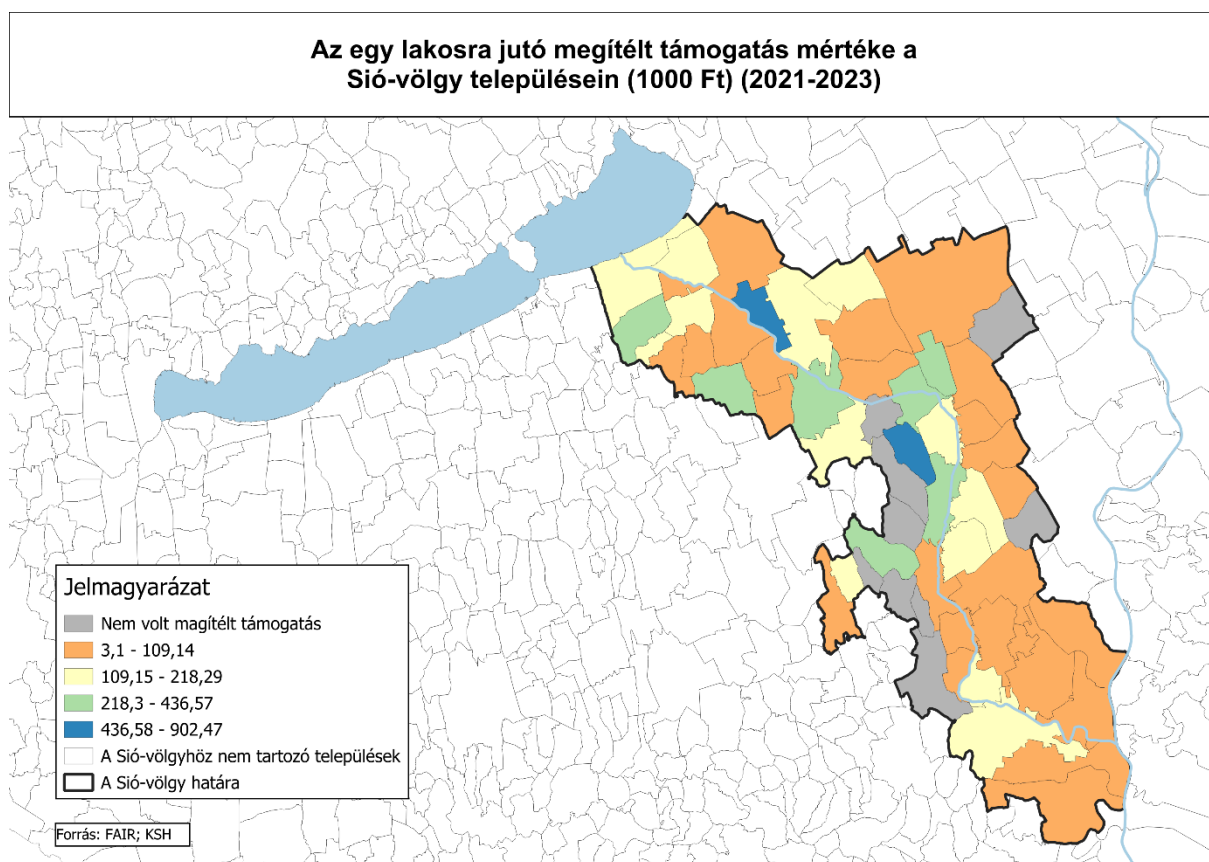 Az egy lakosra jutó megítélt támogatás mértéke a
Sió-völgy településein (1000 Ft) (2021-2023)
Jelmagyarázat
Nem volt magítélt támogatás
3,1 - 109,14
109,15 - 218,29
218,3 - 436,57
436,58 - 902,47
A Sió-völgyhöz nem tartozó települések
A Sió-völgy határa
Forrás: FAIR; KSH